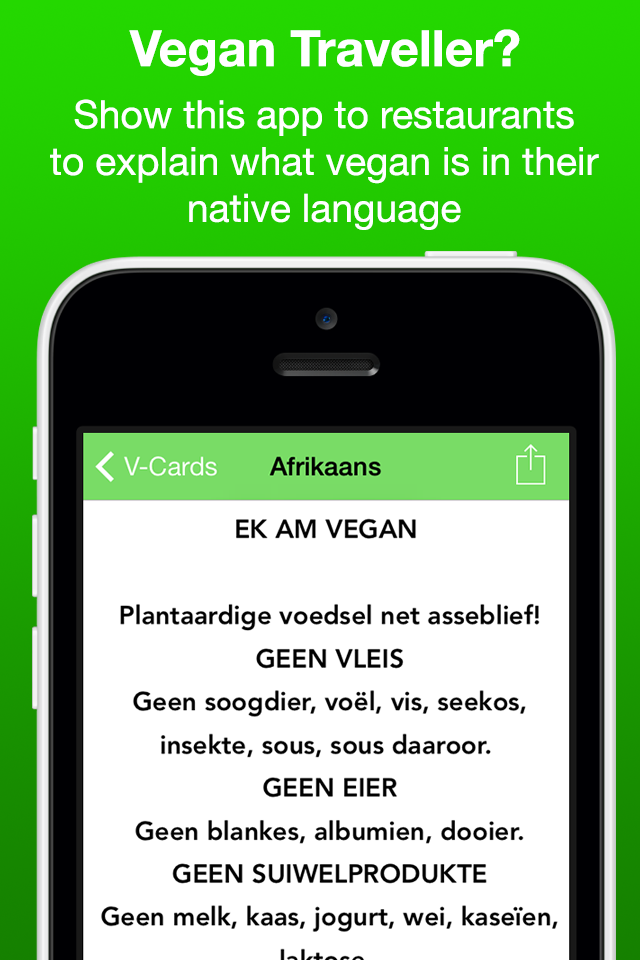 Vegan Traveller?
Show this app to restaurants
to explain what vegan is in their
native language
V-Cards
Afrikaans
EK AM VEGAN
Plantaardige voedsel net asseblief!
GEEN VLEIS
Geen soogdier, voël, vis, seekos,
insekte, sous, sous daaroor.
GEEN EIER
Geen blankes, albumien, dooier.
GEEN SUIWELPRODUKTE
Geen melk, kaas, jogurt, wei, kaseïen,
laktose